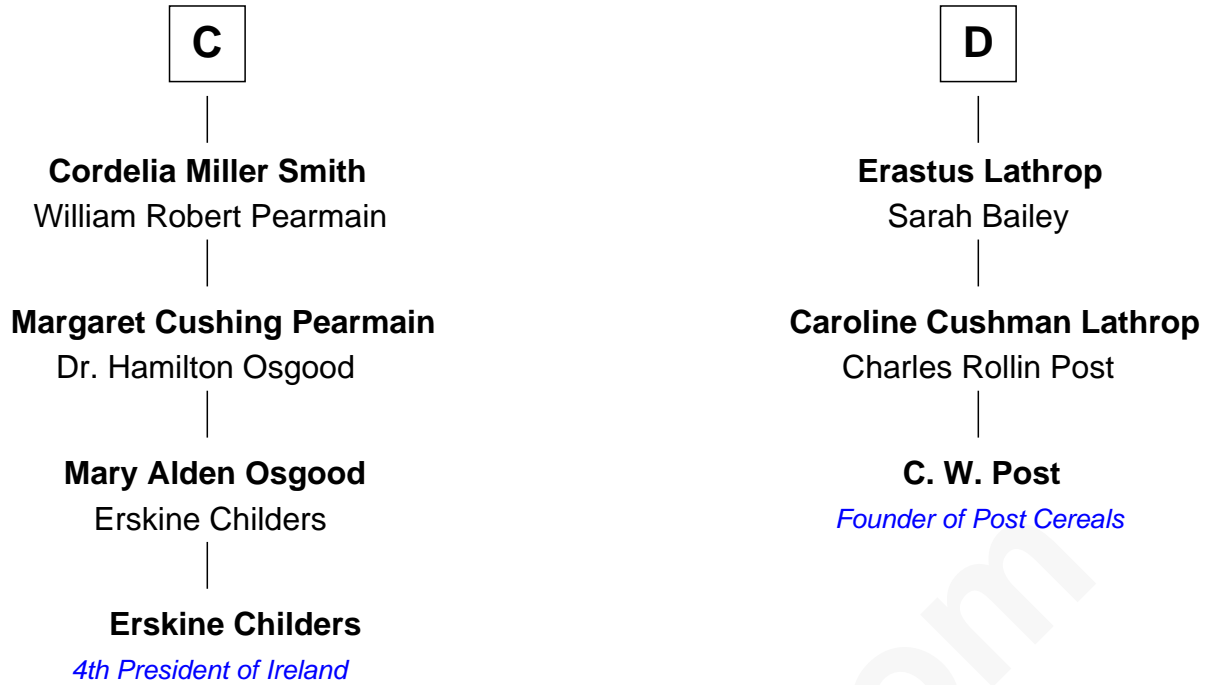 C
Cordelia Miller Smith
William Robert Pearmain
Margaret Cushing Pearmain
Dr. Hamilton Osgood
Mary Alden Osgood
Erskine Childers
Erskine Childers
4th President of Ireland
D
Erastus Lathrop
Sarah Bailey
Caroline Cushman Lathrop
Charles Rollin Post
C. W. Post
Founder of Post Cereals
om